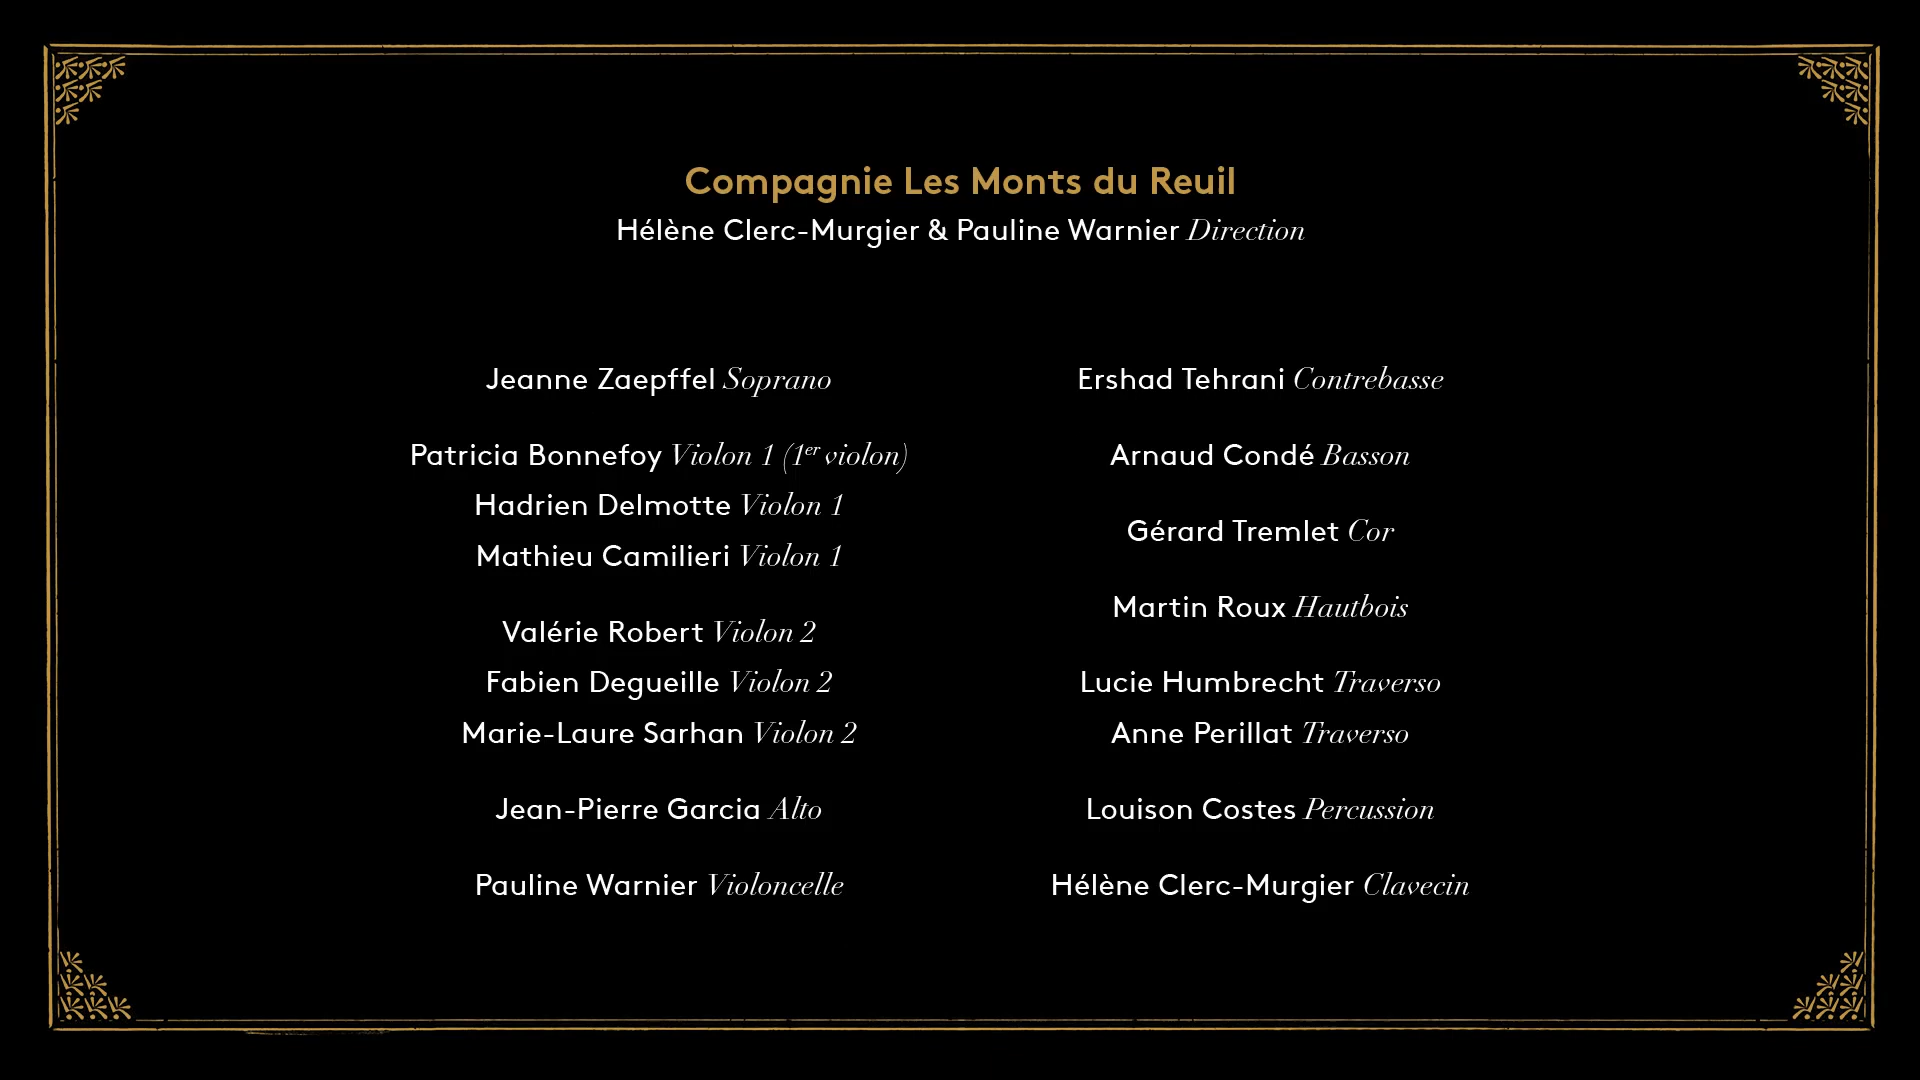 Compagnie Les Monts du Reuil
Hélène Clerc-Murgier & Pauline Warnier Direction
Jeanne Zaepffel Soprano
Patricia Bonnefoy Violon 1 (1er violon)
Hadrien Delmotte Violon 1
Mathieu Camilieri Violon 1
Valérie Robert Violon 2
Fabien Degueille Violon 2
Marie-Laure Sarhan Violon 2
Jean-Pierre Garcia Alto
Pauline Warnier Violoncelle
Ershad Tehrani Contrebasse
Arnaud Condé Basson
Gérard Tremlet Cor
Martin Roux Hautbois
Lucie Humbrecht Traverso
Anne Perillat Traverso
Louison Costes Percussion
Hélène Clerc-Murgier Clavecin